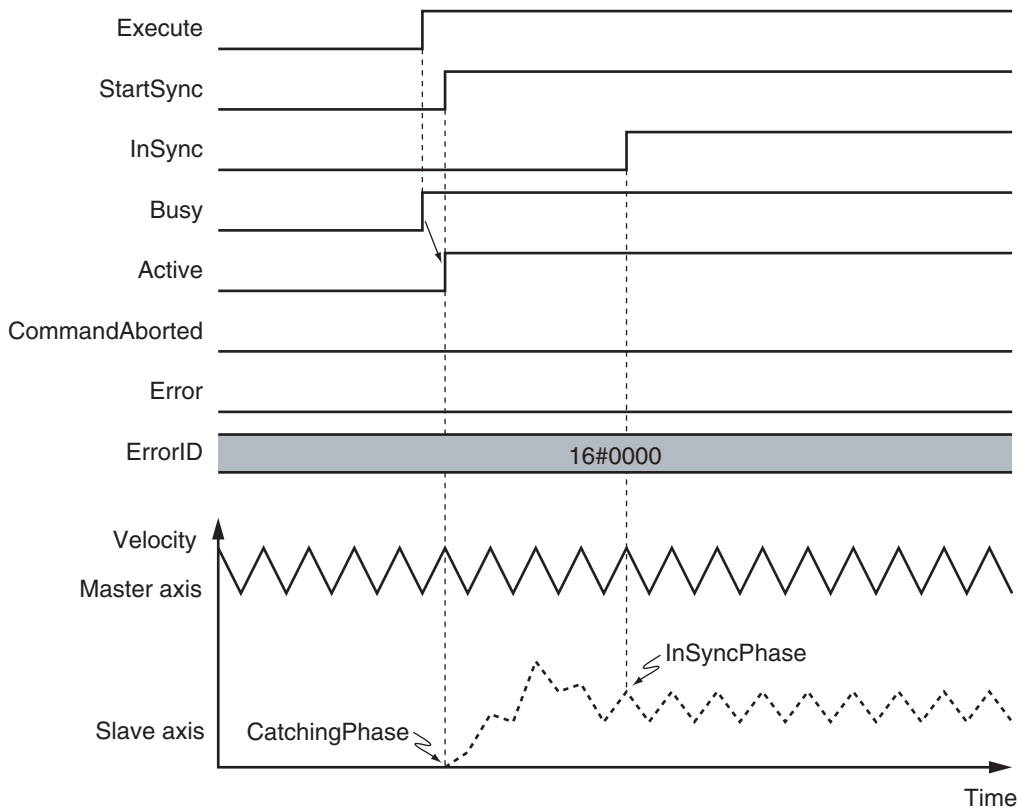 Execute
StartSync
InSync
Busy
Active
CommandAborted
Error
ErrorID
16#0000
Velocity
Master axis
InSyncPhase
Slave axis
CatchingPhase
Time